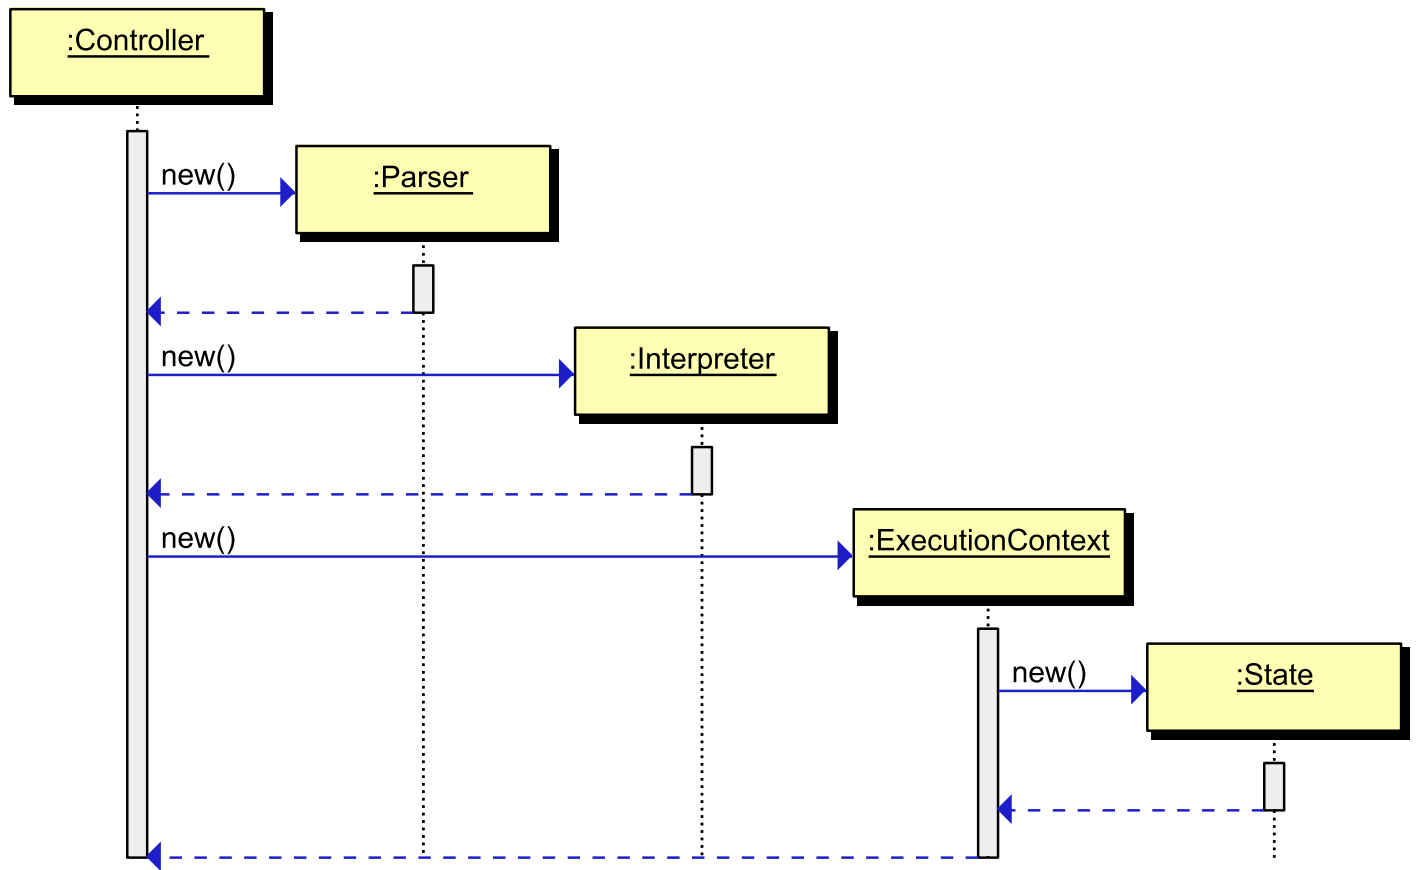 :Controller
new()
:Parser
new()
:Interpreter
new()
:ExecutionContext
new()
:State